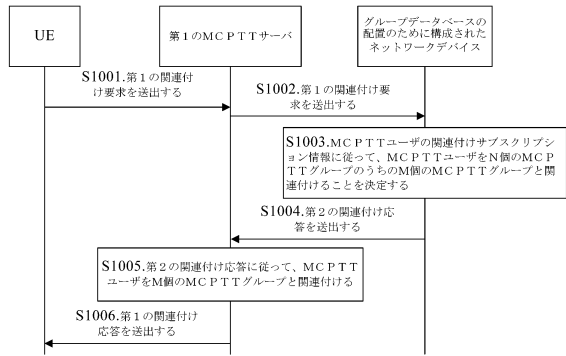 UE
第1のMCPTTサーバ
グループデータベースの
配置のために構成された
ネットワークデバイス
S1001.第1の関連付
け要求を送出する
S1002.第1の関連付け要
求を送出する
S1003.MCPTTユーザの関連付けサブスクリプシ
ョン情報に従って、MCPTTユーザをN個のMCP
TTグループのうちのM個のMCPTTグループと関
連付けることを決定する
S1004.第2の関連付け応
答を送出する
S1005.第2の関連付け応答に従って、MCPTT
ユーザをM個のMCPTTグループと関連付ける
S1006.第1の関連付け
応答を送出する